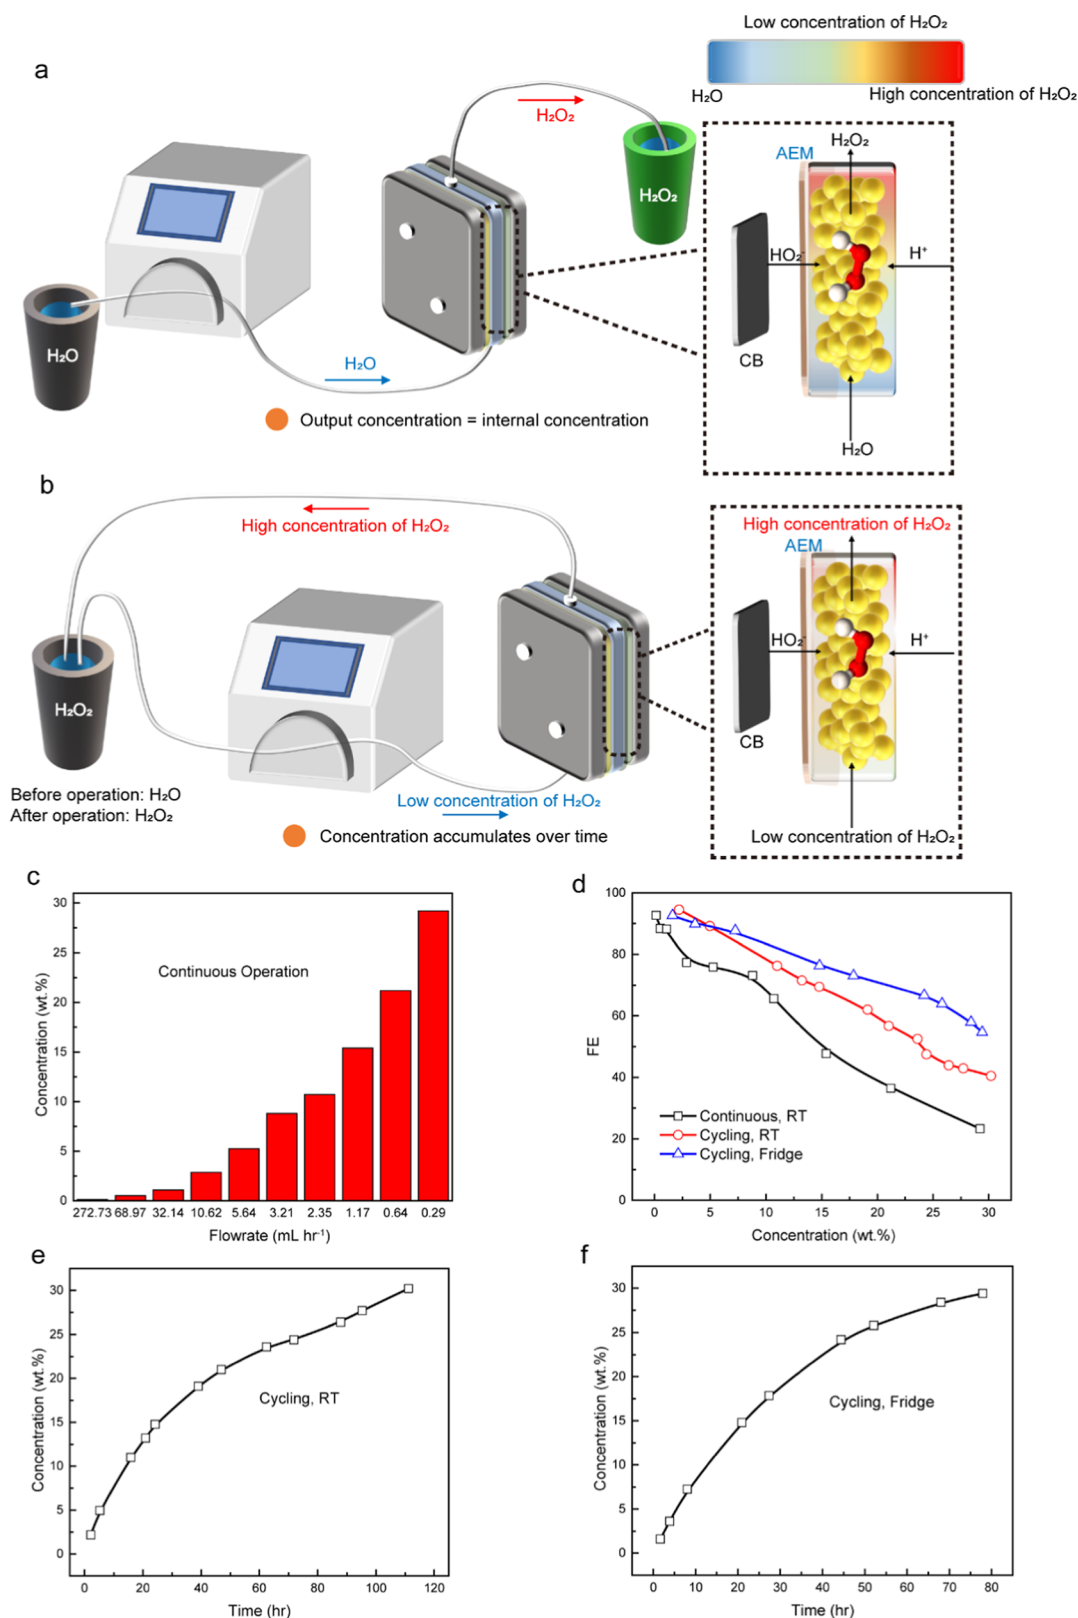 a
Low concentration of H₂O₂
H₂O
High concentration of H₂O₂
H₂O₂
H₂O₂
H₂O
H₂O
Output concentration = internal concentration
AEM
H₂O₂
HO₂⁻
H⁺
CB
H₂O
b
High concentration of H₂O₂
H₂O₂
Before operation: H₂O
After operation: H₂O₂
Low concentration of H₂O₂
Concentration accumulates over time
High concentration of H₂O₂
AEM
HO₂⁻
H⁺
CB
Low concentration of H₂O₂
c
Concentration (wt.%)
30
25
20
15
10
5
0
Continuous Operation
272.73 68.97 32.14 10.62 5.64 3.21 2.35 1.17 0.64 0.29
Flowrate (mL hr⁻¹)
d
FE
100
80
60
40
20
0
Continuous, RT
Cycling, RT
Cycling, Fridge
0 5 10 15 20 25 30
Concentration (wt.%)
e
Concentration (wt.%)
30
25
20
15
10
5
0
Cycling, RT
0 20 40 60 80 100 120
Time (hr)
f
Concentration (wt.%)
30
25
20
15
10
5
0
Cycling, Fridge
0 10 20 30 40 50 60 70 80
Time (hr)